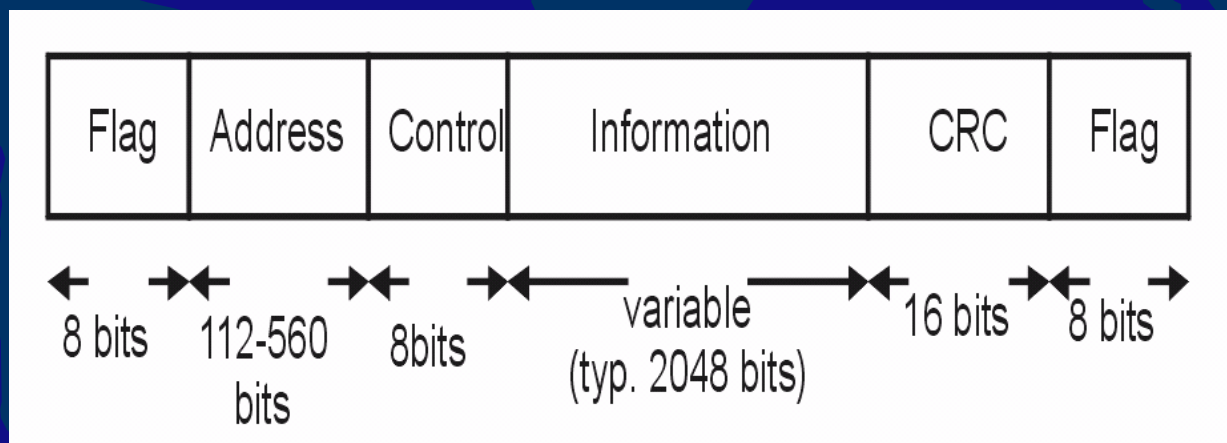 Flag Address Control Information CRC Flag
8 bits 112-560 8bits variable 16 bits 8 bits
bits (typ. 2048 bits)